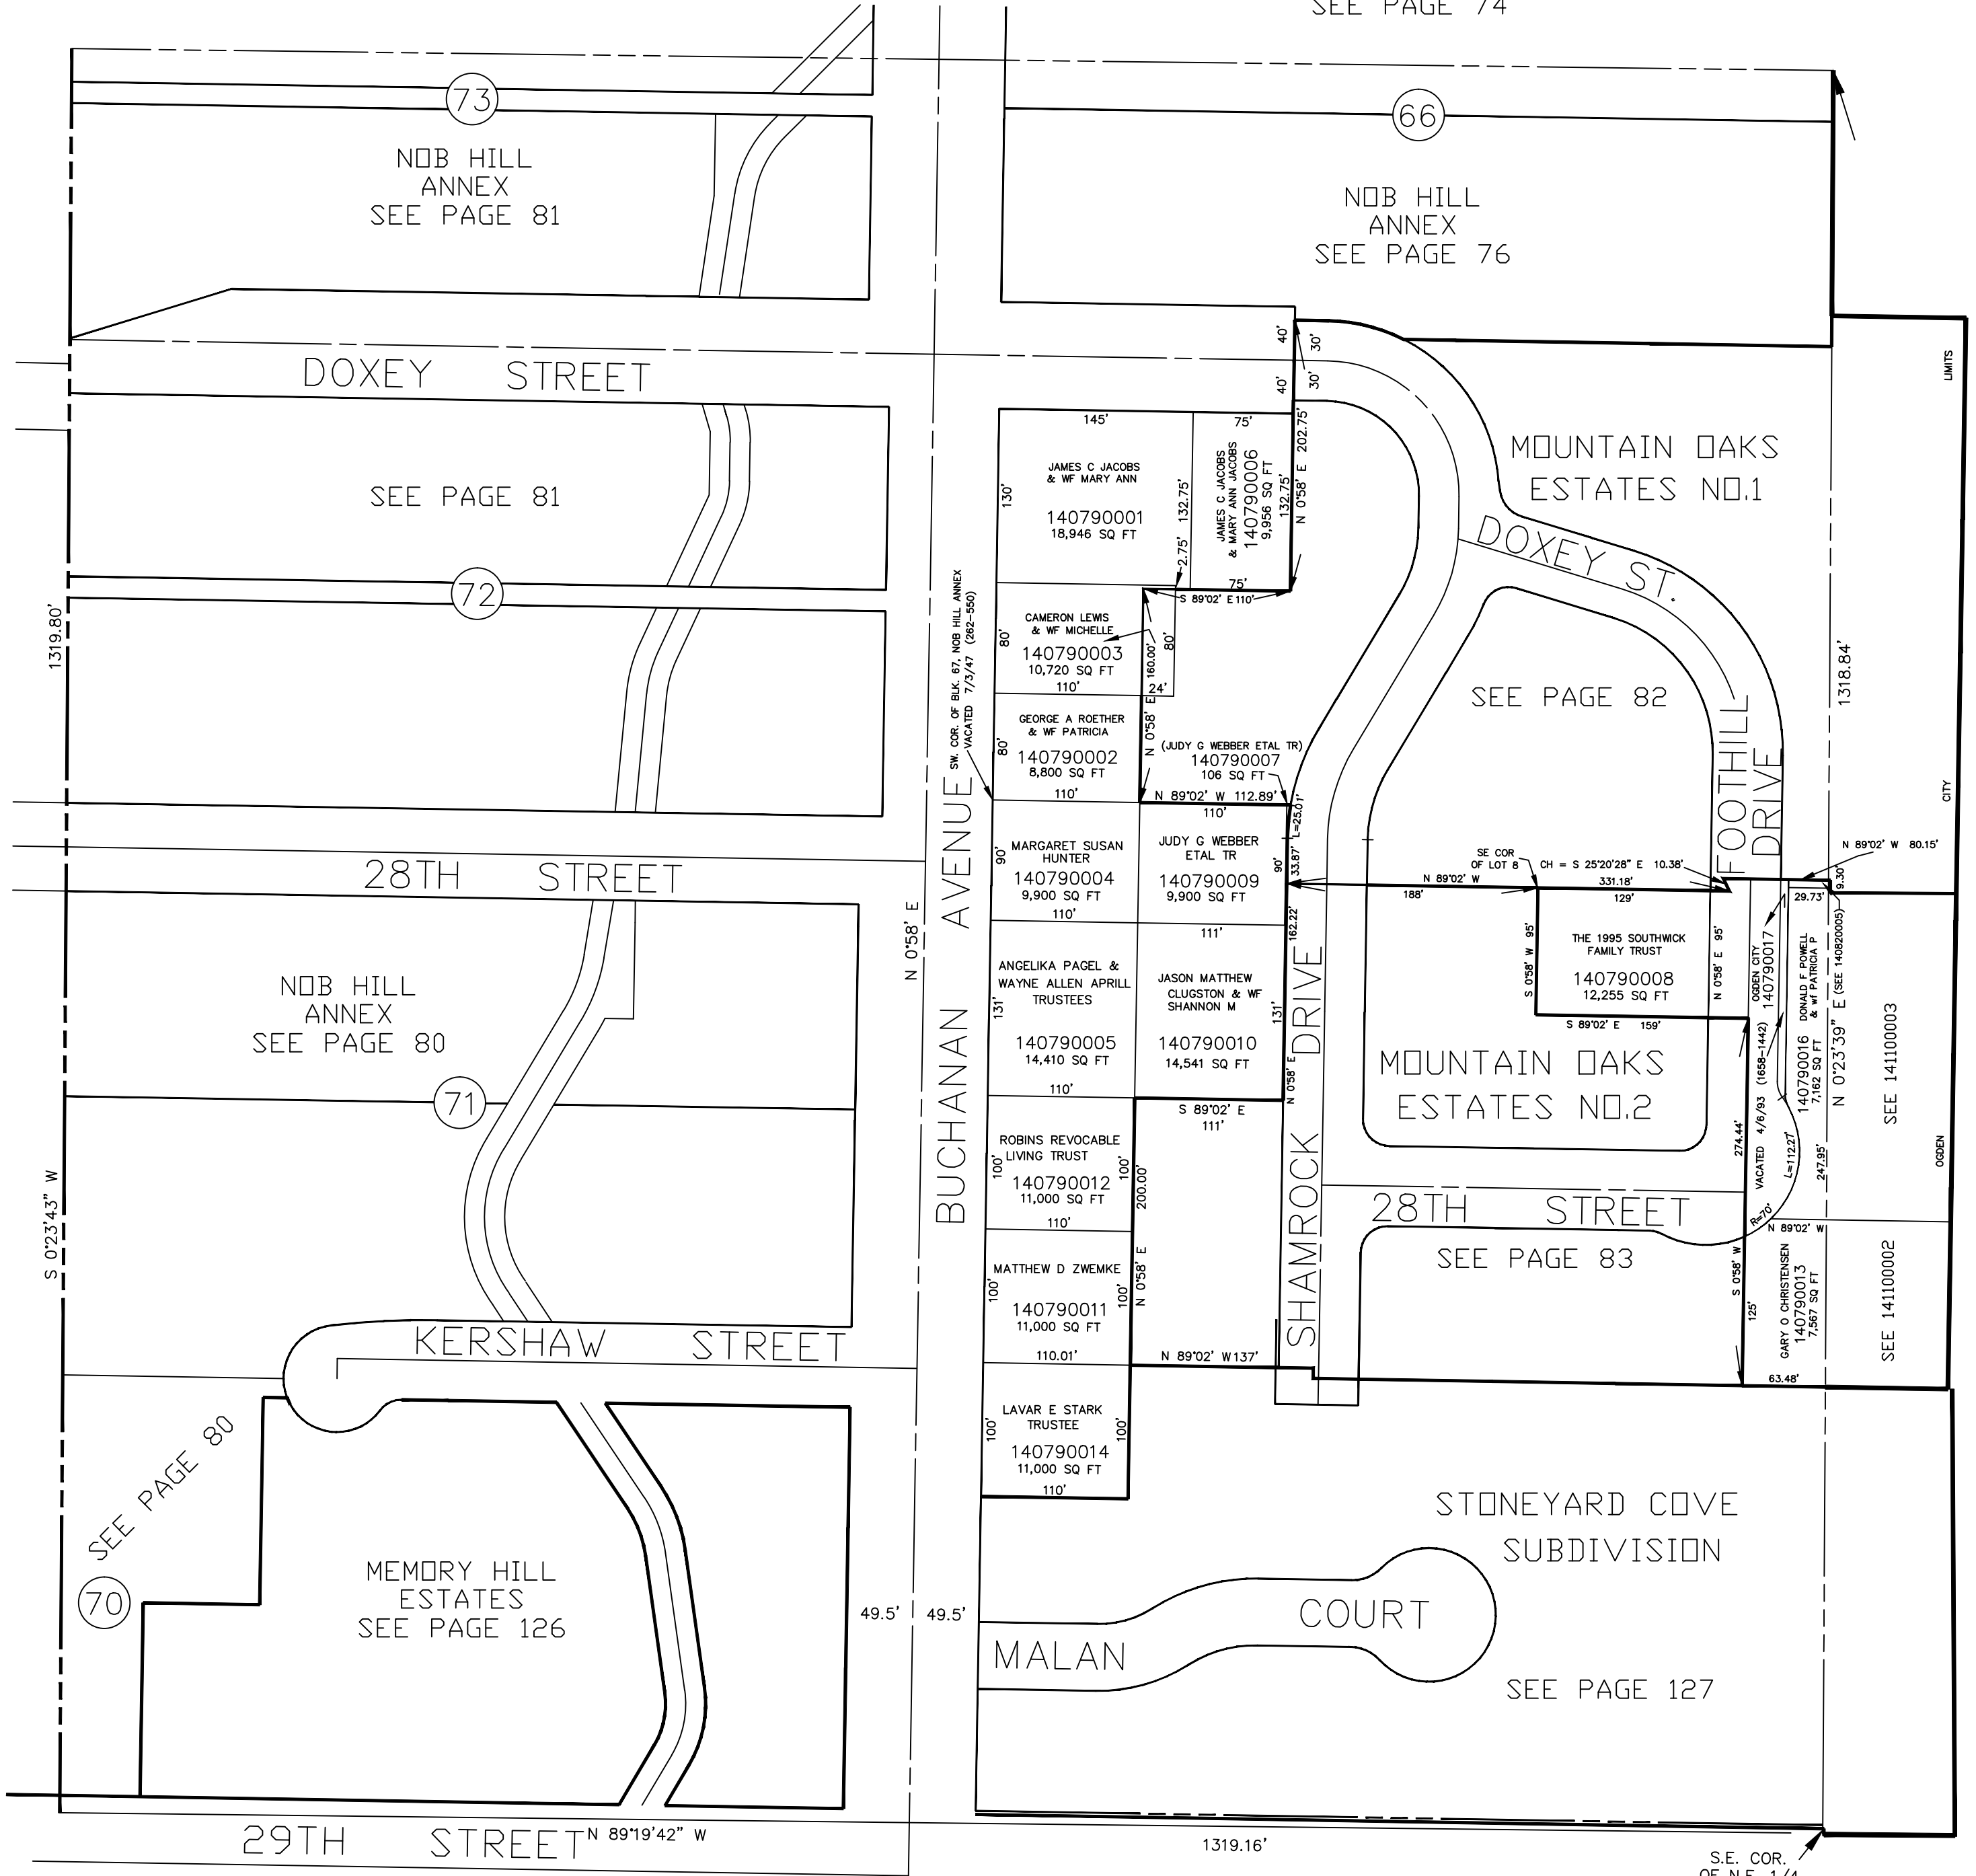 SEE PAGE 74
73
66
NOB HILL
ANNEX
SEE PAGE 81
NOB HILL
ANNEX
SEE PAGE 76
DOXEY STREET
40'
30'
40'
30'
LIMITS
145'
75'
JAMES C JACOBS
& WF MARY ANN
140790001
18,946 SQ FT
130'
2.75'
132.75'
JAMES C JACOBS
& MARY ANN JACOBS
140790006
9,956 SQ FT
132.75'
N 0°58' E 202.75'
75'
S 89°02' E 110'
MOUNTAIN OAKS
ESTATES NO.1
DOXEY ST.
SEE PAGE 81
72
1319.80'
SW. COR. OF BLK. 67, NOB HILL ANNEX
VACATED 7/3/47 (262-550)
CAMERON LEWIS
& WF MICHELLE
140790003
10,720 SQ FT
80'
110'
160.00'
80'
24'
N 0°58' E
GEORGE A ROETHER
& WF PATRICIA
140790002
8,800 SQ FT
80'
110'
(JUDY G WEBBER ETAL TR)
140790007
106 SQ FT
N 89°02' W 112.89'
110'
SEE PAGE 82
1318.84'
FOOTHILL
DRIVE
CITY
28TH STREET
BUCHANAN AVENUE
N 0°58' E
MARGARET SUSAN
HUNTER
140790004
9,900 SQ FT
90'
110'
JUDY G WEBBER
ETAL TR
140790009
9,900 SQ FT
90'
111'
L=25.01'
33.87'
162.22'
SE COR
OF LOT 8
CH = S 25°20'28" E 10.38'
N 89°02' W
331.18'
188'
129'
N 89°02' W 80.15'
9.30'
29.73'
S 0°58' W 95'
THE 1995 SOUTHWICK
FAMILY TRUST
140790008
12,255 SQ FT
N 0°58' E 95'
S 89°02' E 159'
OGDEN CITY
140790017
VACATED 4/6/93 (1658-1442)
DONALD F POWELL
& wf PATRICIA P
140790016
7,162 SQ FT
N 0°23'39" E (SEE 140820005)
SEE 141100003
OGDEN
NOB HILL
ANNEX
SEE PAGE 80
71
ANGELIKA PAGEL &
WAYNE ALLEN APRILL
TRUSTEES
140790005
14,410 SQ FT
131'
110'
JASON MATTHEW
CLUGSTON & WF
SHANNON M
140790010
14,541 SQ FT
131'
N 0°58' E
S 89°02' E
111'
SHAMROCK DRIVE
MOUNTAIN OAKS
ESTATES NO.2
274.44'
L=112.27'
247.95'
R=70'
ROBINS REVOCABLE
LIVING TRUST
140790012
11,000 SQ FT
100'
100'
110'
200.00'
N 0°58' E
28TH STREET
SEE PAGE 83
N 89°02' W
S 0°58' W
125'
GARY O CHRISTENSEN
140790013
7,567 SQ FT
63.48'
SEE 141100002
S 0°23'43" W
MATTHEW D ZWEMKE
140790011
11,000 SQ FT
100'
100'
110.01'
N 89°02' W 137'
KERSHAW STREET
LAVAR E STARK
TRUSTEE
140790014
11,000 SQ FT
100'
100'
110'
SEE PAGE 80
70
MEMORY HILL
ESTATES
SEE PAGE 126
49.5'
49.5'
STONEYARD COVE
SUBDIVISION
MALAN COURT
SEE PAGE 127
29TH STREET
N 89°19'42" W
1319.16'
S.E. COR.
OF N.E. 1/4